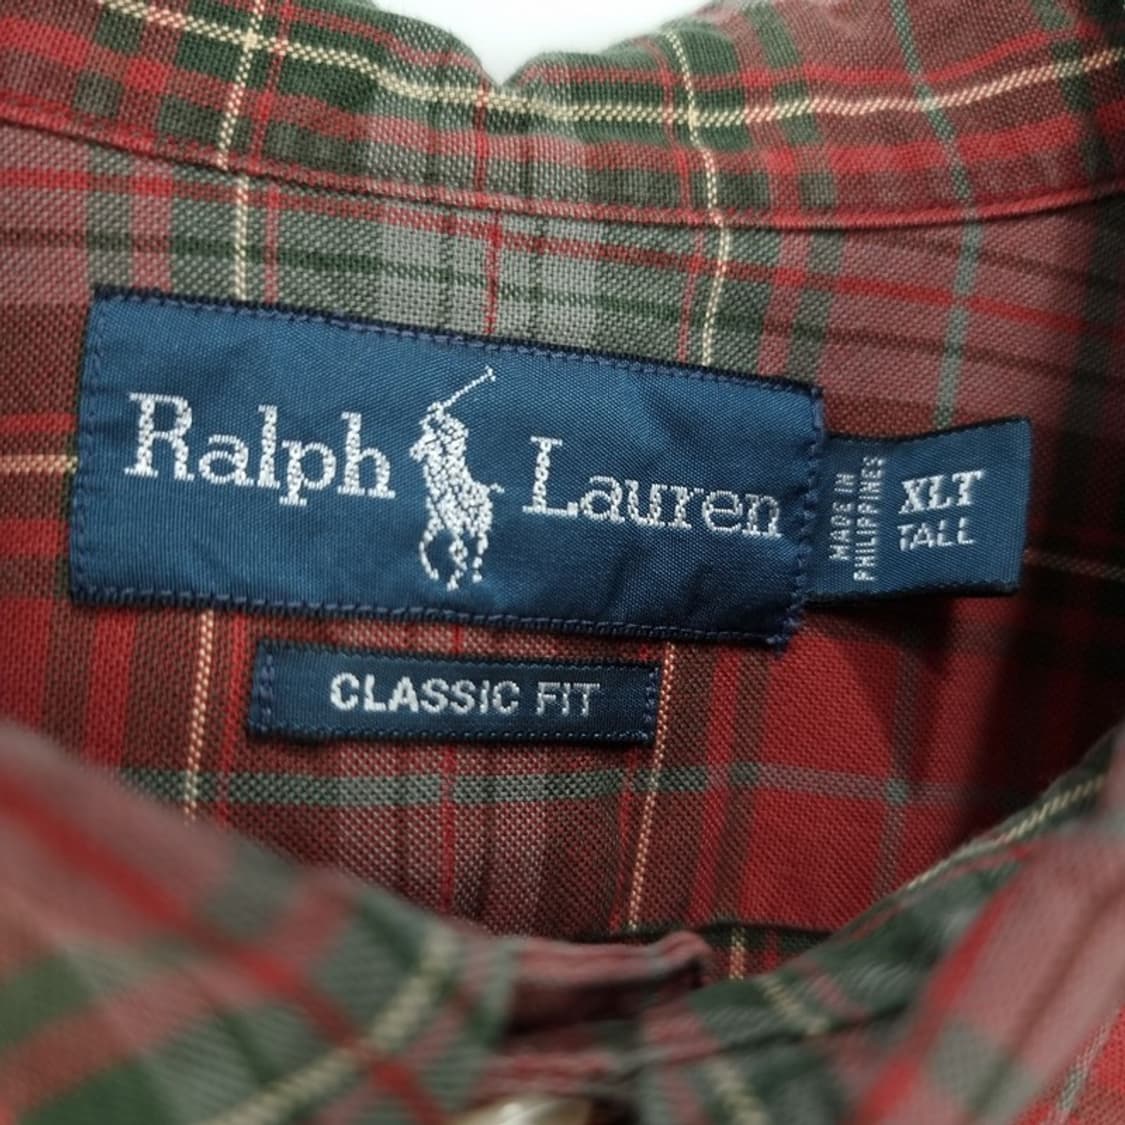 Ralph Lauren
MADE IN
PHILIPPINES
XLT
TALL
CLASSIC FIT